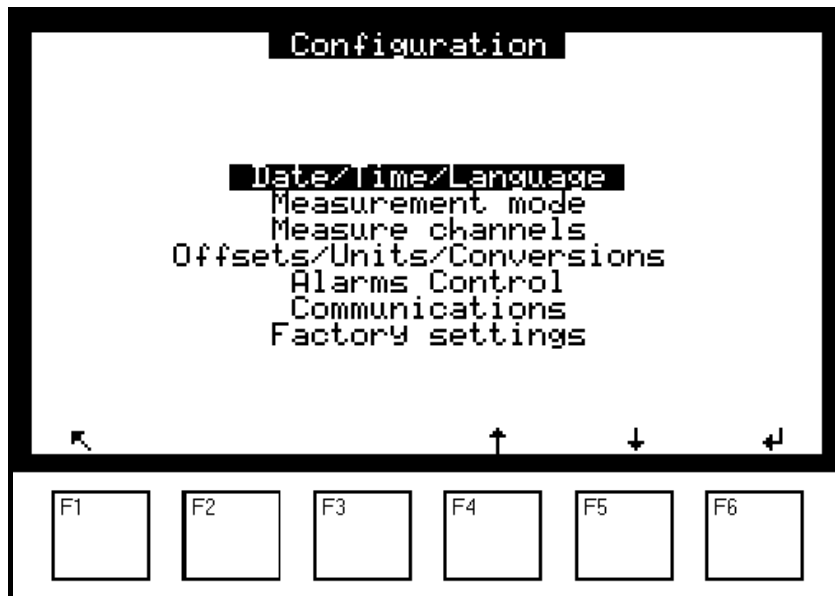 Configuration
Date/Time/Language
Measurement mode
Measure channels
Offsets/Units/Conversions
Alarms Control
Communications
Factory settings
F1 F2 F3 F4 F5 F6